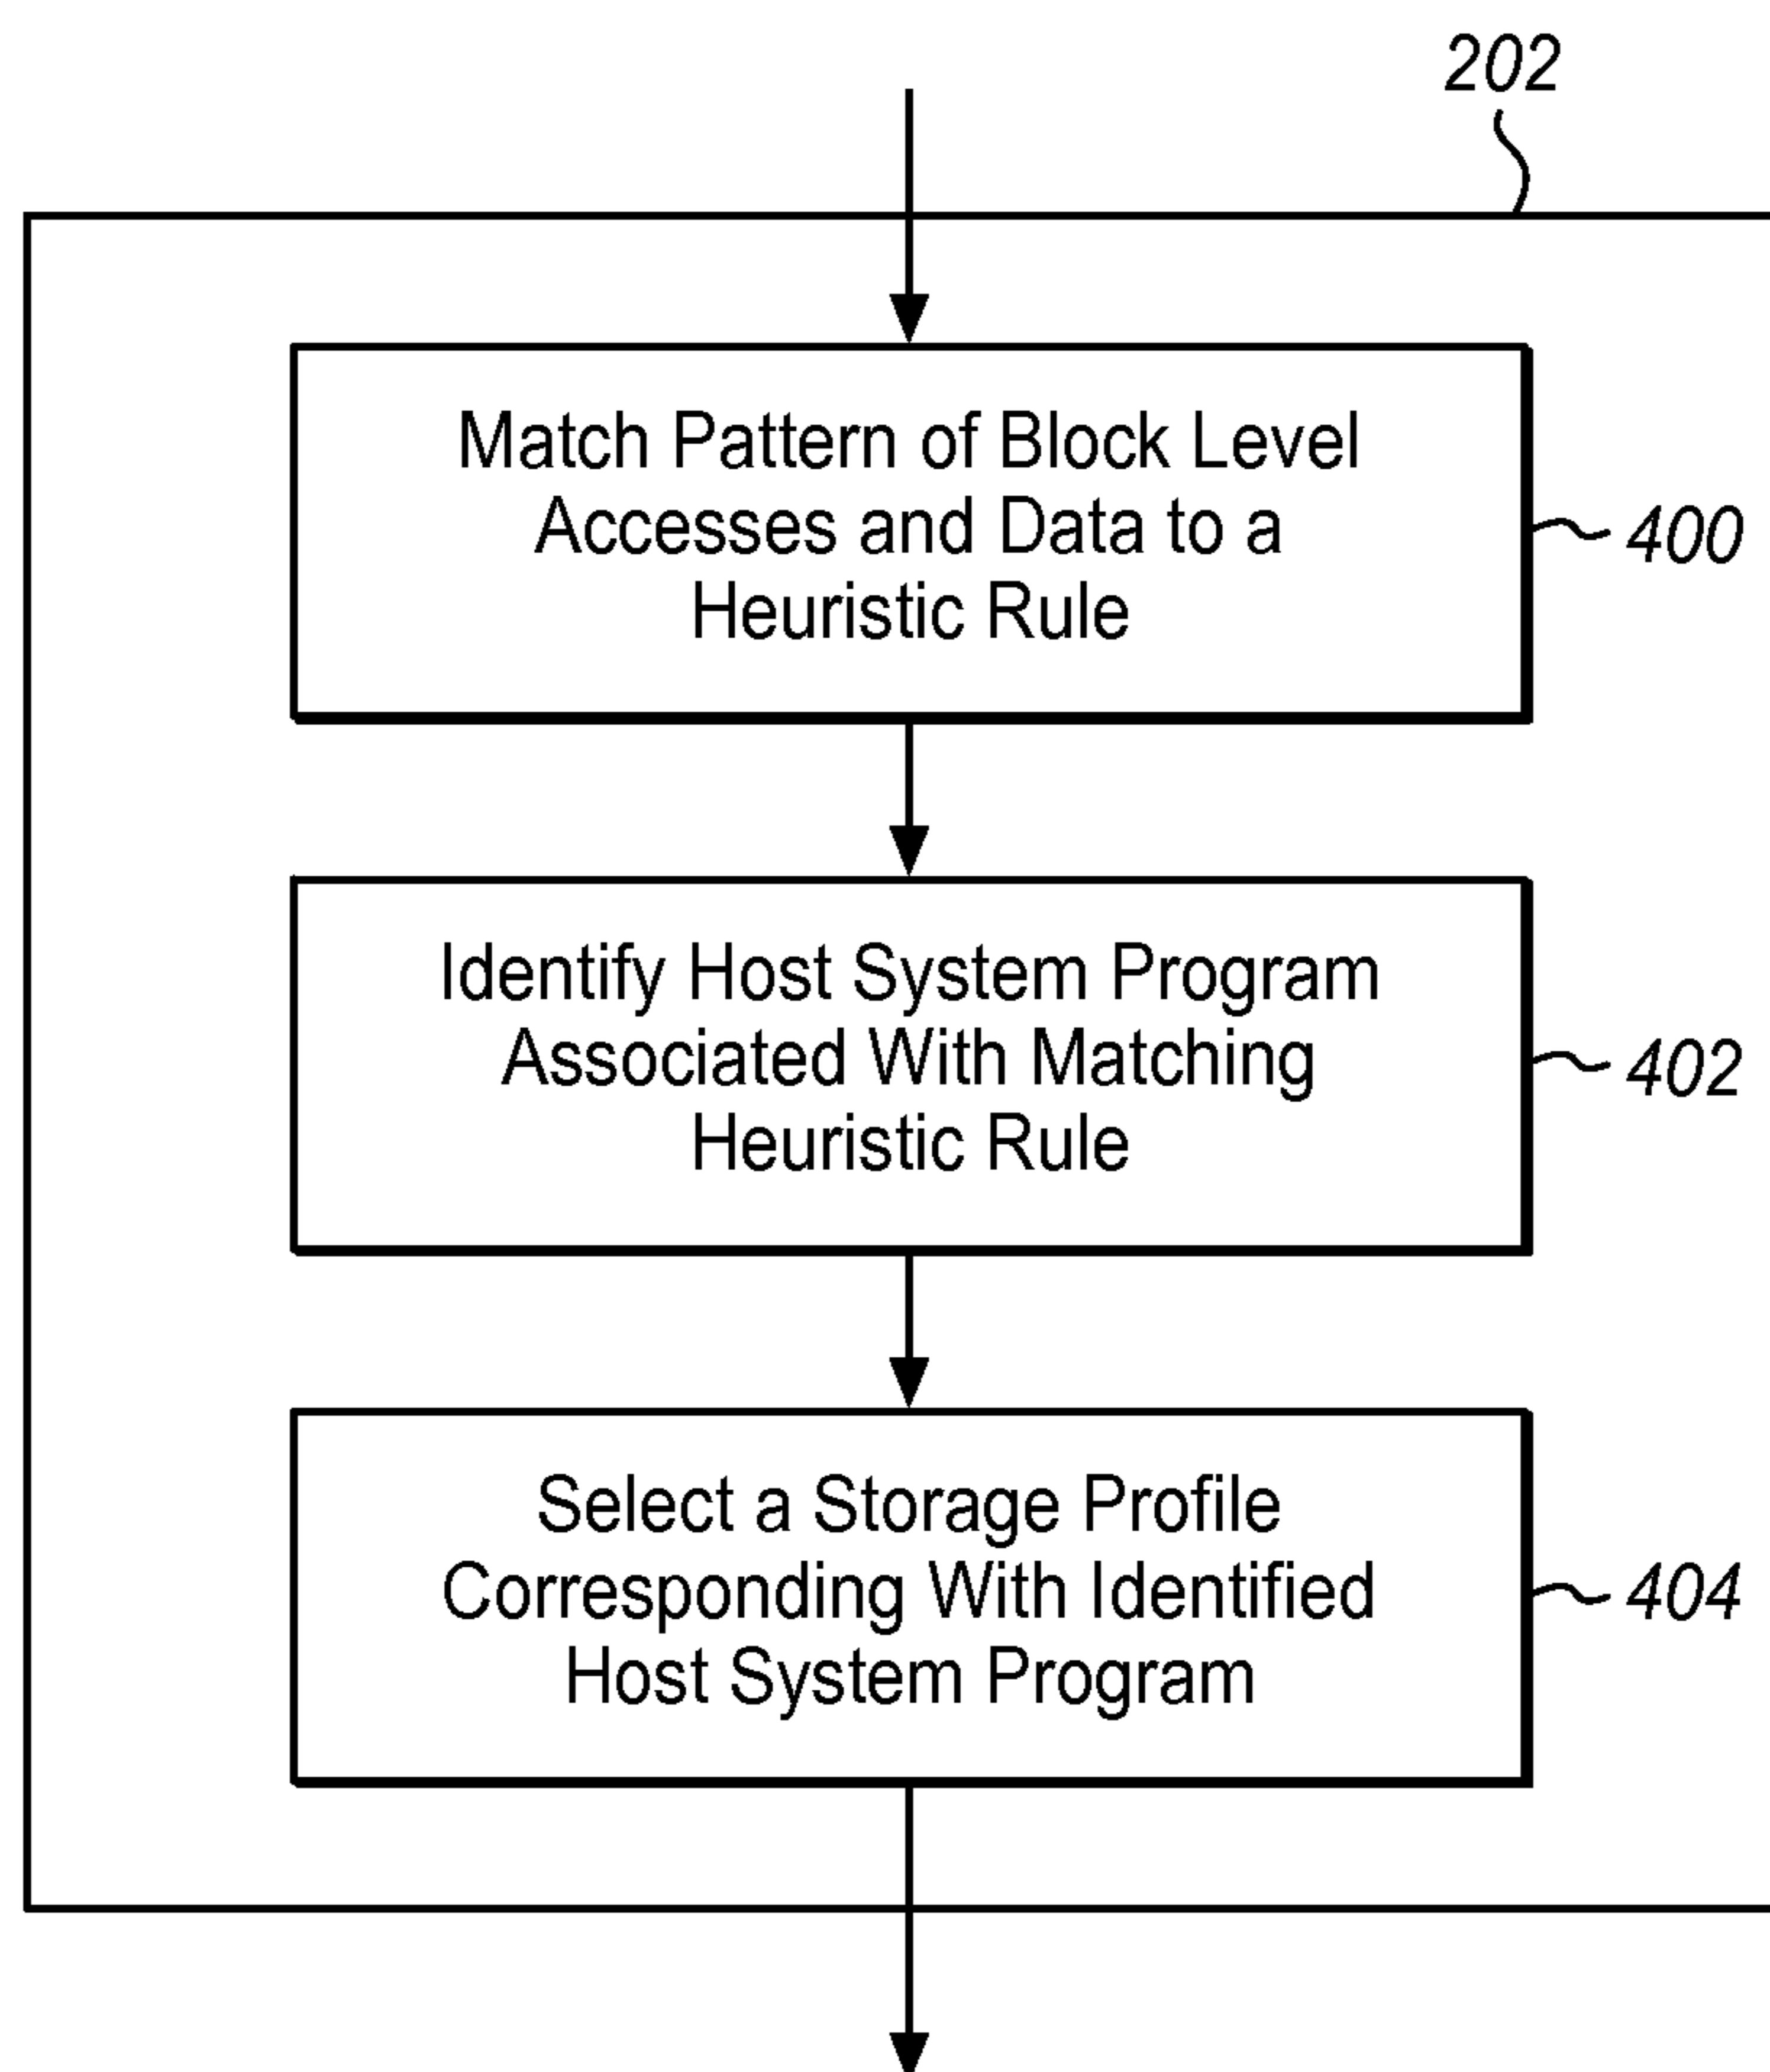 202
Match Pattern of Block Level
Accesses and Data to a
Heuristic Rule
400
Identify Host System Program
Associated With Matching
Heuristic Rule
402
Select a Storage Profile
Corresponding With Identified
Host System Program
404